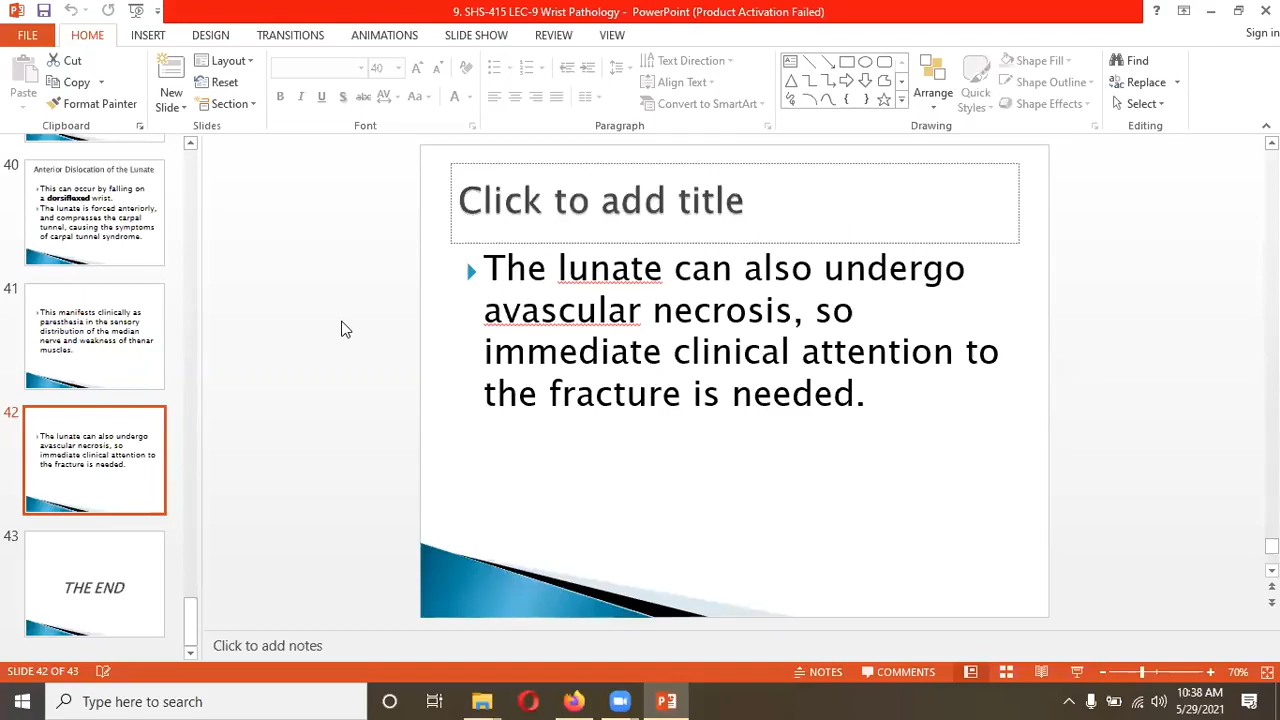 9. SHS-415 LEC-9 Wrist Pathology - PowerPoint (Product Activation Failed)
Sign in
FILE HOME INSERT DESIGN TRANSITIONS ANIMATIONS SLIDE SHOW REVIEW VIEW
Paste
Cut
Copy
Format Painter
Clipboard
New
Slide
Layout
Reset
Section
Slides
40
B I U S abc AV Aa A
Font
Text Direction
Align Text
Convert to SmartArt
Paragraph
Arrange
Quick
Styles
Shape Fill
Shape Outline
Shape Effects
Drawing
Find
Replace
Select
Editing
40
Anterior Dislocation of the Lunate
This can occur by falling on
a dorsiflexed wrist.
The lunate is forced anteriorly,
and compresses the carpal
tunnel, causing the symptoms
of carpal tunnel syndrome.
41
This manifests clinically as
paresthesia in the sensory
distribution of the median
nerve and weakness of thenar
muscles.
42
The lunate can also undergo
avascular necrosis, so
immediate clinical attention to
the fracture is needed.
43
THE END
Click to add title
The lunate can also undergo
avascular necrosis, so
immediate clinical attention to
the fracture is needed.
Click to add notes
SLIDE 42 OF 43
NOTES COMMENTS 70%
Type here to search
10:38 AM
5/29/2021